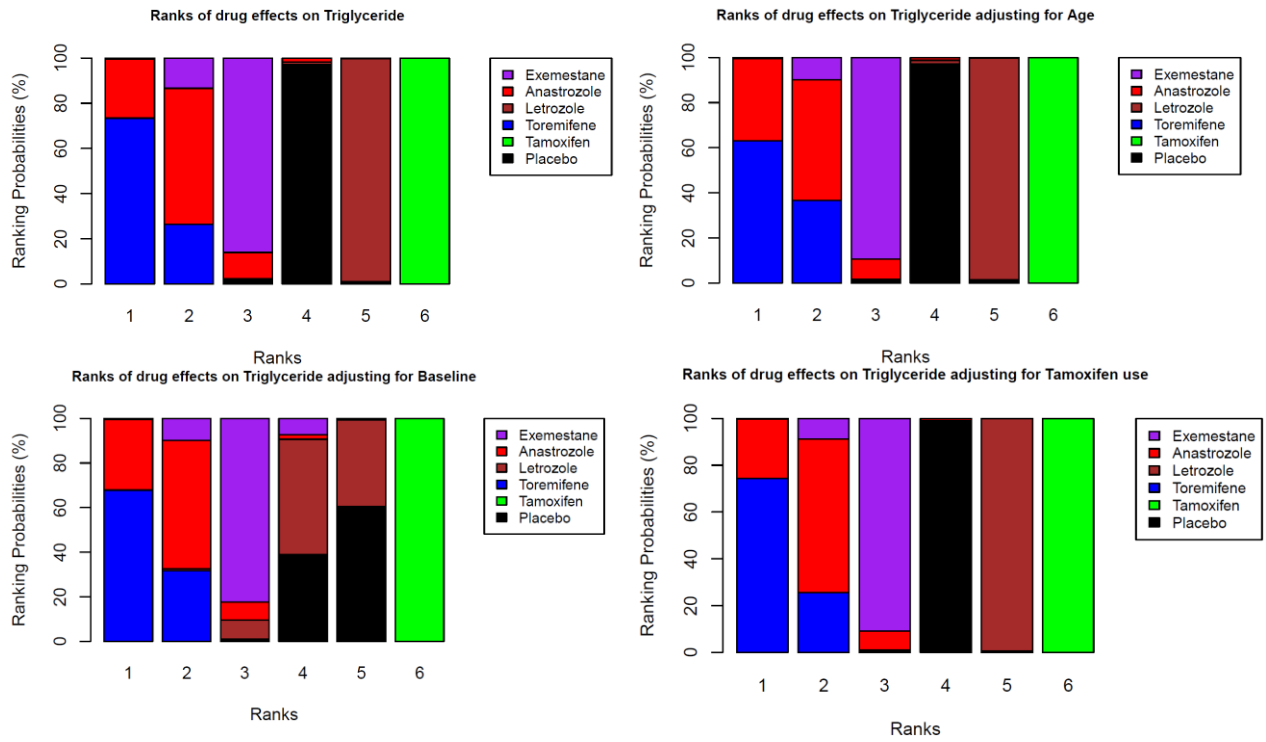 Ranks of drug effects on Triglyceride
Ranking Probabilities (%)
100
80
60
40
20
0
1 2 3 4 5 6
Ranks
Exemestane
Anastrozole
Letrozole
Toremifene
Tamoxifen
Placebo
Ranks of drug effects on Triglyceride adjusting for Age
Ranking Probabilities (%)
100
80
60
40
20
0
1 2 3 4 5 6
Ranks
Exemestane
Anastrozole
Letrozole
Toremifene
Tamoxifen
Placebo
Ranks of drug effects on Triglyceride adjusting for Baseline
Ranking Probabilities (%)
100
80
60
40
20
0
1 2 3 4 5 6
Ranks
Exemestane
Anastrozole
Letrozole
Toremifene
Tamoxifen
Placebo
Ranks of drug effects on Triglyceride adjusting for Tamoxifen use
Ranking Probabilities (%)
100
80
60
40
20
0
1 2 3 4 5 6
Ranks
Exemestane
Anastrozole
Letrozole
Toremifene
Tamoxifen
Placebo